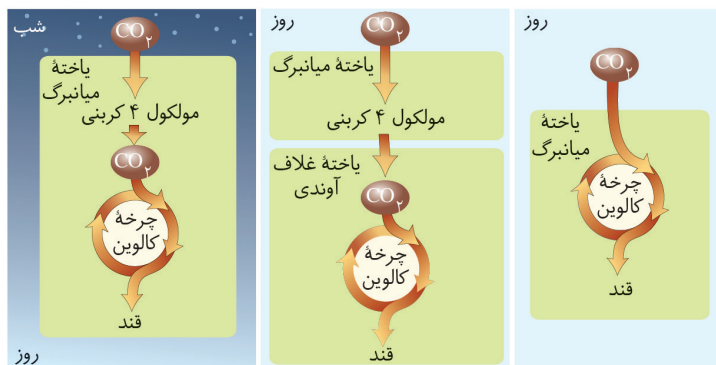 روز
CO۲
یاختهٔ
میانبرگ
چرخهٔ
کالوین
قند
روز
CO۲
یاختهٔ میانبرگ
مولکول ۴ کربنی
یاختهٔ غلاف
آوندی
CO۲
چرخهٔ
کالوین
قند
شب
CO۲
یاختهٔ
میانبرگ
مولکول ۴ کربنی
CO۲
چرخهٔ
کالوین
قند
روز